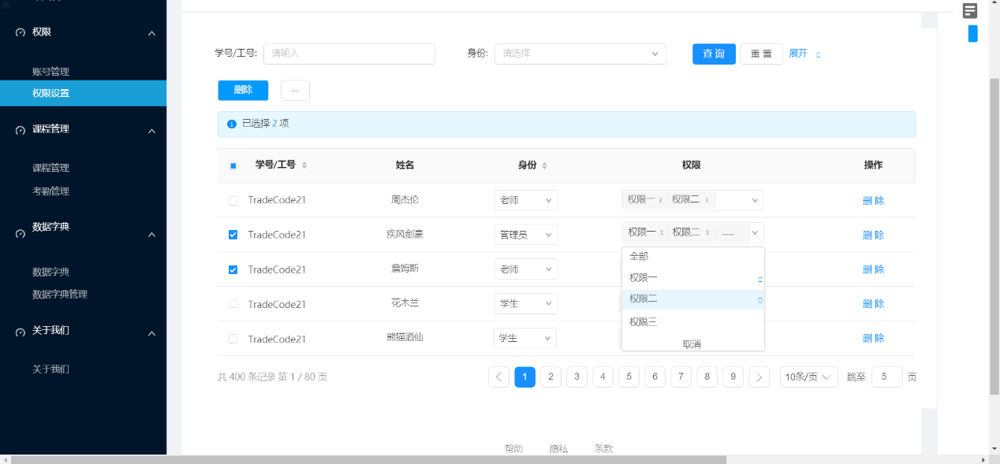 权限
账号管理
权限设置
课程管理
课程管理
考勤管理
数据字典
数据字典
数据字典管理
关于我们
关于我们
学号/工号: 请输入 身份: 请选择 查 询 重 置 展开
删除 ...
已选择 2 项
学号/工号 姓名 身份 权限 操作
TradeCode21 周杰伦 老师 权限一 x 权限二 x 删 除
TradeCode21 疾风剑豪 管理员 权限一 x 权限二 x ...... 删 除
TradeCode21 詹姆斯 老师 删 除
TradeCode21 花木兰 学生 删 除
TradeCode21 熊猫酒仙 学生 删 除
全部
权限一
权限二
权限三
取消
共 400 条记录 第 1 / 80 页 1 2 3 4 5 6 7 8 9 10条/页 跳至 5 页
帮助 隐私 条款